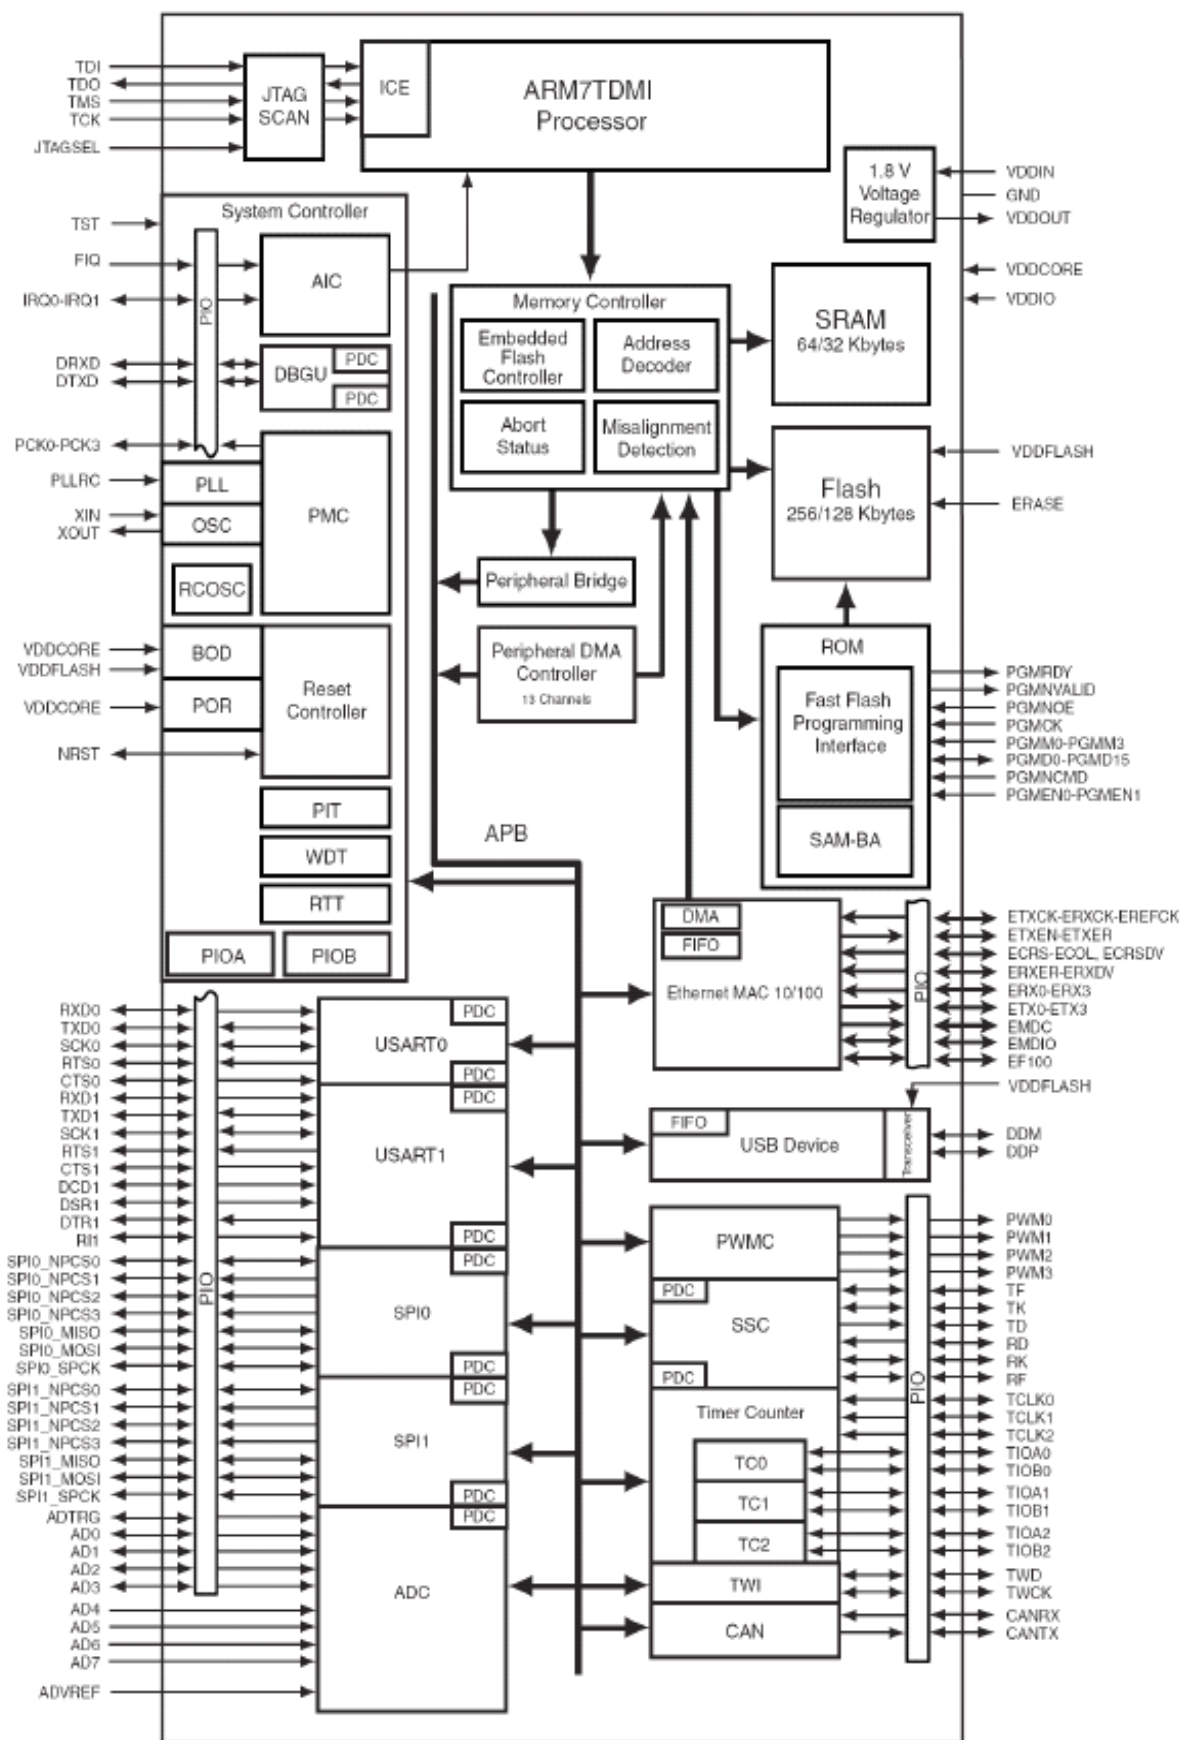 TDI
TDO
TMS
TCK
JTAGSEL
JTAG
SCAN
ICE
ARM7TDMI
Processor
1.8 V
Voltage
Regulator
VDDIN
GND
VDDOUT
VDDCORE
VDDIO
System Controller
TST
FIQ
IRQ0-IRQ1
PIO
AIC
DRXD
DTXD
DBGU
PDC
PDC
PCK0-PCK3
PLLRC
PLL
XIN
XOUT
OSC
PMC
RCOSC
VDDCORE
VDDFLASH
BOD
VDDCORE
POR
Reset
Controller
NRST
PIT
WDT
RTT
PIOA
PIOB
Memory Controller
Embedded
Flash
Controller
Address
Decoder
Abort
Status
Misalignment
Detection
SRAM
64/32 Kbytes
Flash
256/128 Kbytes
VDDFLASH
ERASE
Peripheral Bridge
Peripheral DMA
Controller
13 Channels
ROM
Fast Flash
Programming
Interface
SAM-BA
PGMRDY
PGMNVALID
PGMNOE
PGMCK
PGMM0-PGMM3
PGMD0-PGMD15
PGMNCMD
PGMEN0-PGMEN1
APB
DMA
FIFO
Ethernet MAC 10/100
PIO
ETXCK-ERXCK-EREFCK
ETXEN-ETXER
ECRS-ECOL, ECRSDV
ERXER-ERXDV
ERX0-ERX3
ETX0-ETX3
EMDC
EMDIO
EF100
VDDFLASH
FIFO
USB Device
Transceiver
DDM
DDP
RXD0
TXD0
SCK0
RTS0
CTS0
RXD1
TXD1
SCK1
RTS1
CTS1
DCD1
DSR1
DTR1
RI1
SPI0_NPCS0
SPI0_NPCS1
SPI0_NPCS2
SPI0_NPCS3
SPI0_MISO
SPI0_MOSI
SPI0_SPCK
SPI1_NPCS0
SPI1_NPCS1
SPI1_NPCS2
SPI1_NPCS3
SPI1_MISO
SPI1_MOSI
SPI1_SPCK
ADTRG
AD0
AD1
AD2
AD3
AD4
AD5
AD6
AD7
ADVREF
PIO
PDC
USART0
PDC
PDC
USART1
PDC
PDC
SPI0
PDC
PDC
SPI1
PDC
PDC
ADC
PWMC
PDC
SSC
PDC
Timer Counter
TC0
TC1
TC2
TWI
CAN
PIO
PWM0
PWM1
PWM2
PWM3
TF
TK
TD
RD
RK
RF
TCLK0
TCLK1
TCLK2
TIOA0
TIOB0
TIOA1
TIOB1
TIOA2
TIOB2
TWD
TWCK
CANRX
CANTX